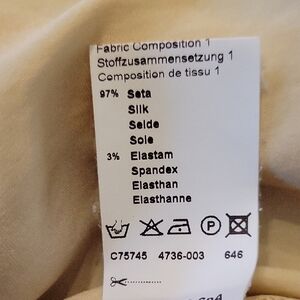 Fabric Composition 1
Stoffzusammensetzung 1
Composition de tissu 1
97% Seta
Silk
Seide
Soie
3% Elastam
Spandex
Elasthan
Elasthanne
P
C75745 4736-003 646